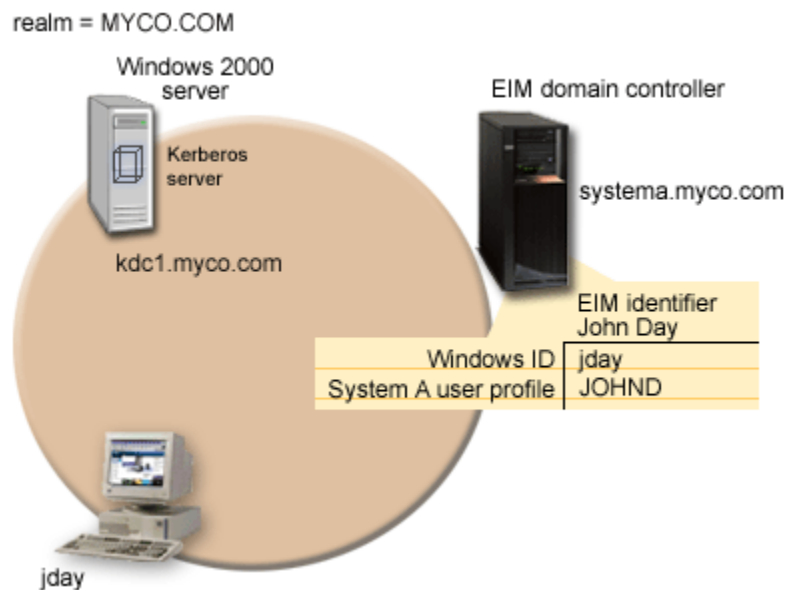 realm = MYCO.COM
Windows 2000
server
EIM domain controller
Kerberos
server
systema.myco.com
kdc1.myco.com
EIM identifier
John Day
Windows ID jday
System A user profile JOHND
jday